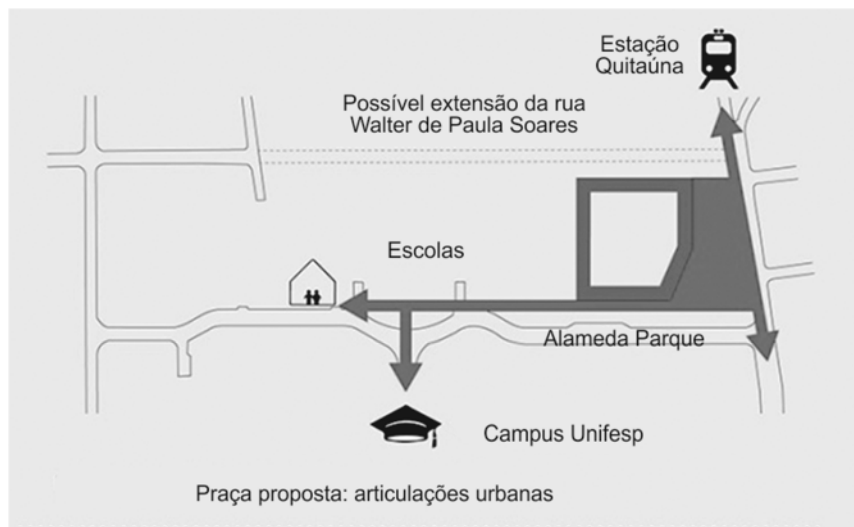 Estação
Quitaúna
Possível extensão da rua
Walter de Paula Soares
Escolas
Alameda Parque
Campus Unifesp
Praça proposta: articulações urbanas